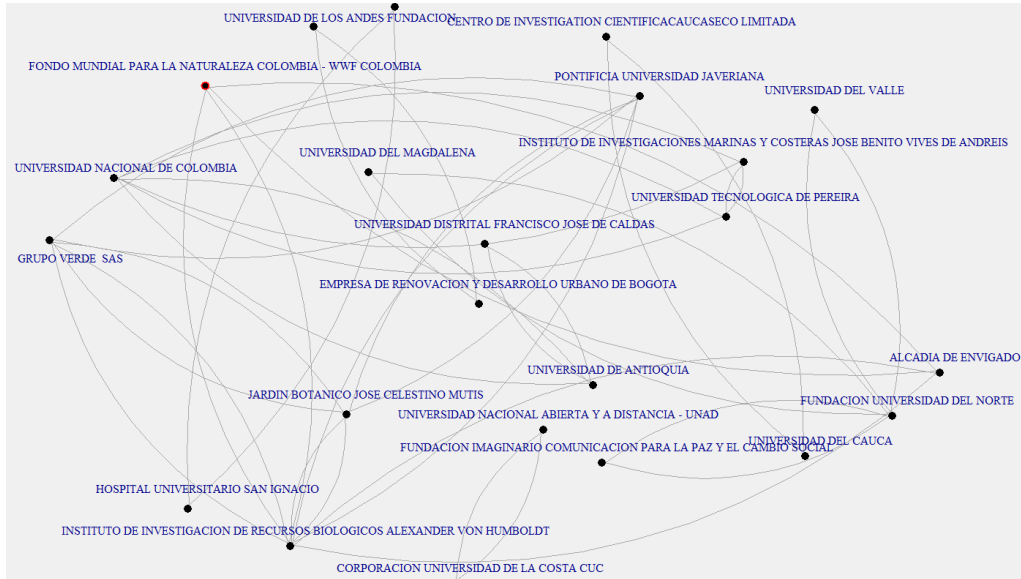 UNIVERSIDAD DE LOS ANDES FUNDACION
CENTRO DE INVESTIGATION CIENTIFICACAUCASECO LIMITADA
FONDO MUNDIAL PARA LA NATURALEZA COLOMBIA - WWF COLOMBIA
PONTIFICIA UNIVERSIDAD JAVERIANA
UNIVERSIDAD DEL VALLE
INSTITUTO DE INVESTIGACIONES MARINAS Y COSTERAS JOSE BENITO VIVES DE ANDREIS
UNIVERSIDAD DEL MAGDALENA
UNIVERSIDAD NACIONAL DE COLOMBIA
UNIVERSIDAD TECNOLOGICA DE PEREIRA
UNIVERSIDAD DISTRITAL FRANCISCO JOSE DE CALDAS
GRUPO VERDE SAS
EMPRESA DE RENOVACION Y DESARROLLO URBANO DE BOGOTA
ALCADIA DE ENVIGADO
UNIVERSIDAD DE ANTIOQUIA
JARDIN BOTANICO JOSE CELESTINO MUTIS
FUNDACION UNIVERSIDAD DEL NORTE
UNIVERSIDAD NACIONAL ABIERTA Y A DISTANCIA - UNAD
UNIVERSIDAD DEL CAUCA
FUNDACION IMAGINARIO COMUNICACION PARA LA PAZ Y EL CAMBIO SOCIAL
HOSPITAL UNIVERSITARIO SAN IGNACIO
INSTITUTO DE INVESTIGACION DE RECURSOS BIOLOGICOS ALEXANDER VON HUMBOLDT
CORPORACION UNIVERSIDAD DE LA COSTA CUC